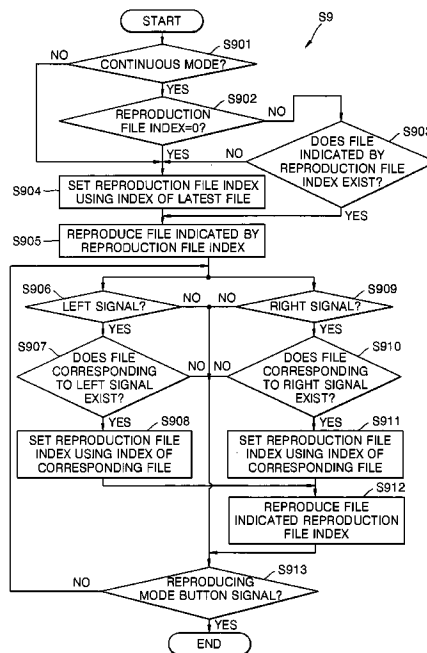 START
S9
S901
NO
CONTINUOUS MODE?
YES
S902
REPRODUCTION
FILE INDEX=0?
NO
S903
DOES FILE
INDICATED BY
REPRODUCTION FILE
INDEX EXIST?
YES
NO
S904
SET REPRODUCTION FILE INDEX
USING INDEX OF LATEST FILE
YES
S905
REPRODUCE FILE INDICATED BY
REPRODUCTION FILE INDEX
S906
LEFT SIGNAL?
NO
NO
RIGHT SIGNAL?
S909
YES
YES
S907
DOES FILE
CORRESPONDING
TO LEFT SIGNAL
EXIST?
NO
NO
DOES FILE
CORRESPONDING
TO RIGHT SIGNAL
EXIST?
S910
YES
S908
YES
S911
SET REPRODUCTION FILE
INDEX USING INDEX OF
CORRESPONDING FILE
SET REPRODUCTION FILE
INDEX USING INDEX OF
CORRESPONDING FILE
S912
REPRODUCE FILE
INDICATED REPRODUCTION
FILE INDEX
S913
NO
REPRODUCING
MODE BUTTON SIGNAL?
YES
END